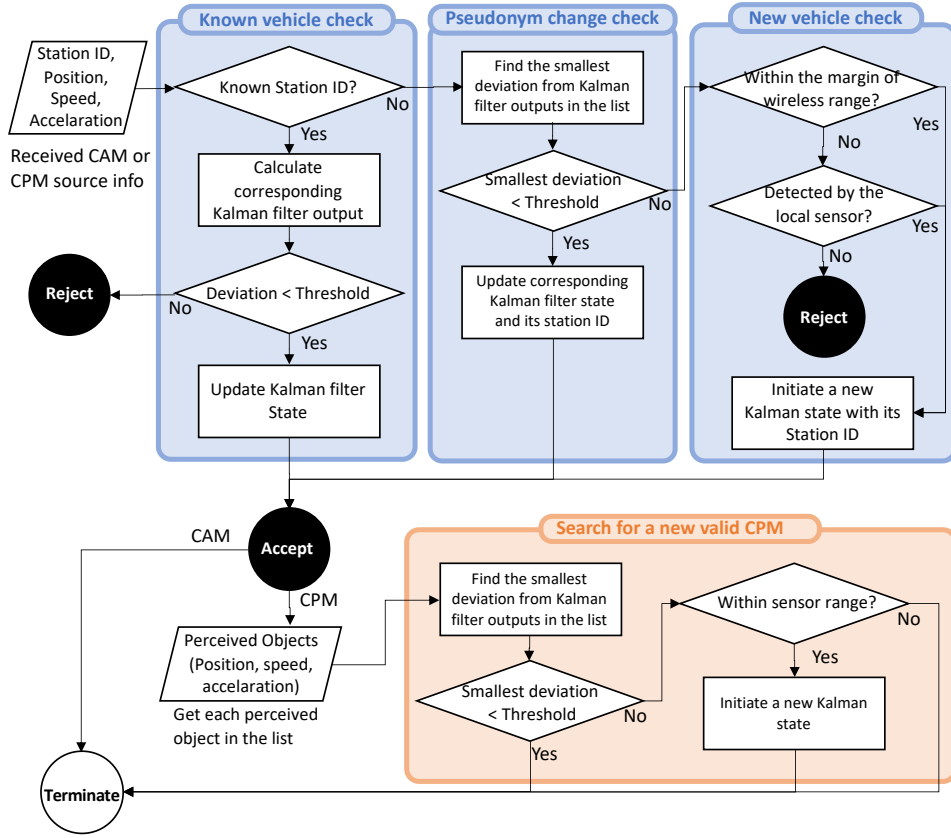 Known vehicle check
Station ID,
Position,
Speed,
Accelaration
Received CAM or
CPM source info
Known Station ID?
No
Yes
Calculate
corresponding
Kalman filter output
Deviation < Threshold
No
Reject
Yes
Update Kalman filter
State
Pseudonym change check
Find the smallest
deviation from Kalman
filter outputs in the list
Smallest deviation
< Threshold
No
Yes
Update corresponding
Kalman filter state
and its station ID
New vehicle check
Within the margin of
wireless range?
Yes
No
Detected by the
local sensor?
Yes
No
Reject
Initiate a new
Kalman state with its
Station ID
Accept
CAM
CPM
Perceived Objects
(Position, speed,
accelaration)
Get each perceived
object in the list
Search for a new valid CPM
Find the smallest
deviation from Kalman
filter outputs in the list
Smallest deviation
< Threshold
No
Yes
Within sensor range?
No
Yes
Initiate a new Kalman
state
Terminate